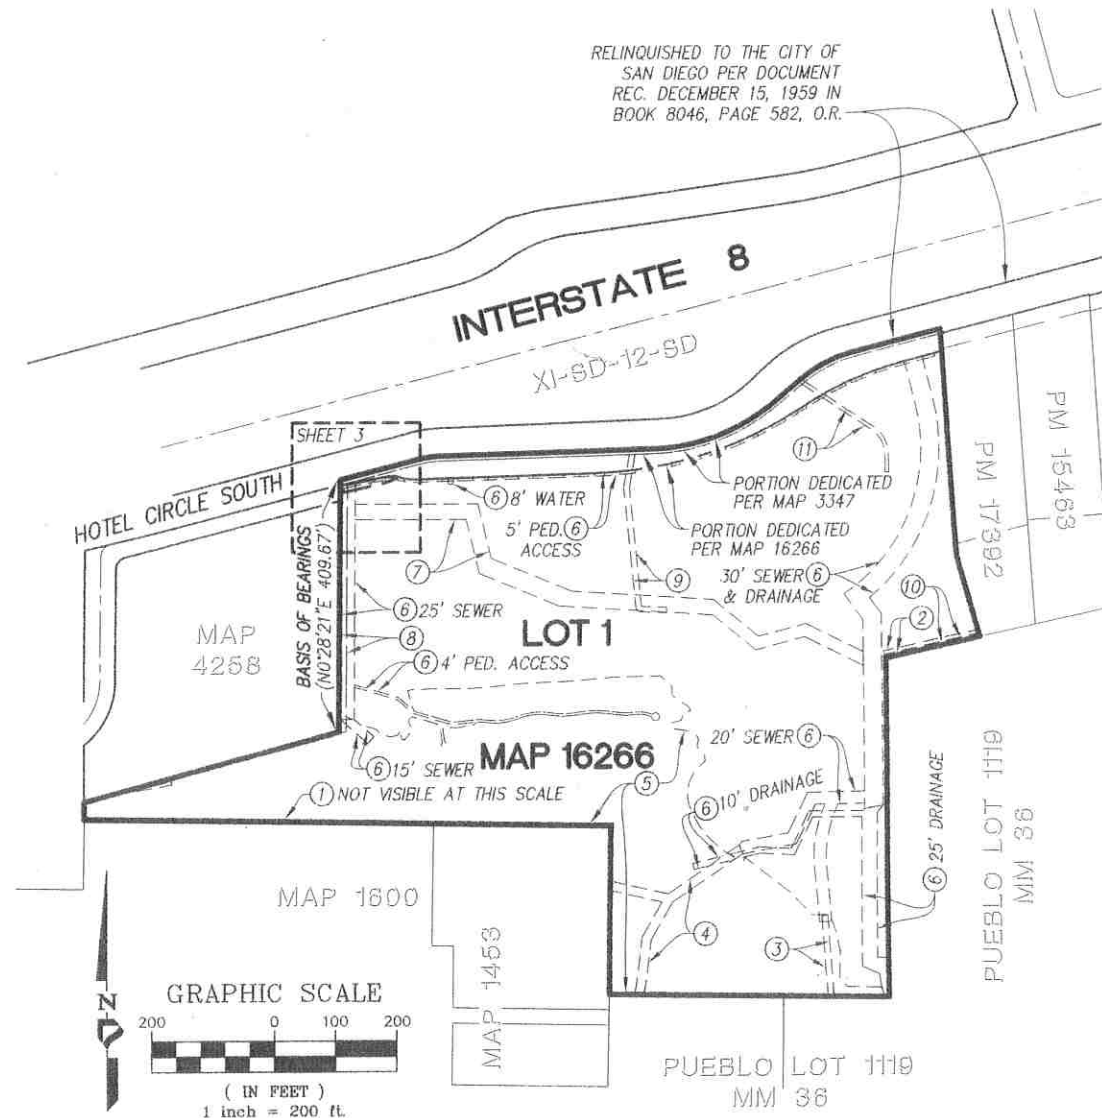 RELINQUISHED TO THE CITY OF
SAN DIEGO PER DOCUMENT
REC. DECEMBER 15, 1959 IN
BOOK 8046, PAGE 582, O.R.
INTERSTATE 8
XI-SD-12-SD
SHEET 3
HOTEL CIRCLE SOUTH
BASIS OF BEARINGS
(N0°28'21"E 409.67')
MAP
4258
6 8' WATER
5' PED. 6
ACCESS
7
9
11
PORTION DEDICATED
PER MAP 3347
PORTION DEDICATED
PER MAP 16266
30' SEWER 6
& DRAINAGE
10
2
PM 17392
PM 15463
6 25' SEWER
8
LOT 1
6 4' PED. ACCESS
MAP 16266
6 15' SEWER
1 NOT VISIBLE AT THIS SCALE
5
20' SEWER 6
6 10' DRAINAGE
6 25' DRAINAGE
PUEBLO LOT 1119
MM 36
MAP 1600
MAP 1453
4
3
N
GRAPHIC SCALE
200 0 100 200
( IN FEET )
1 inch = 200 ft.
PUEBLO LOT 1119
MM 36